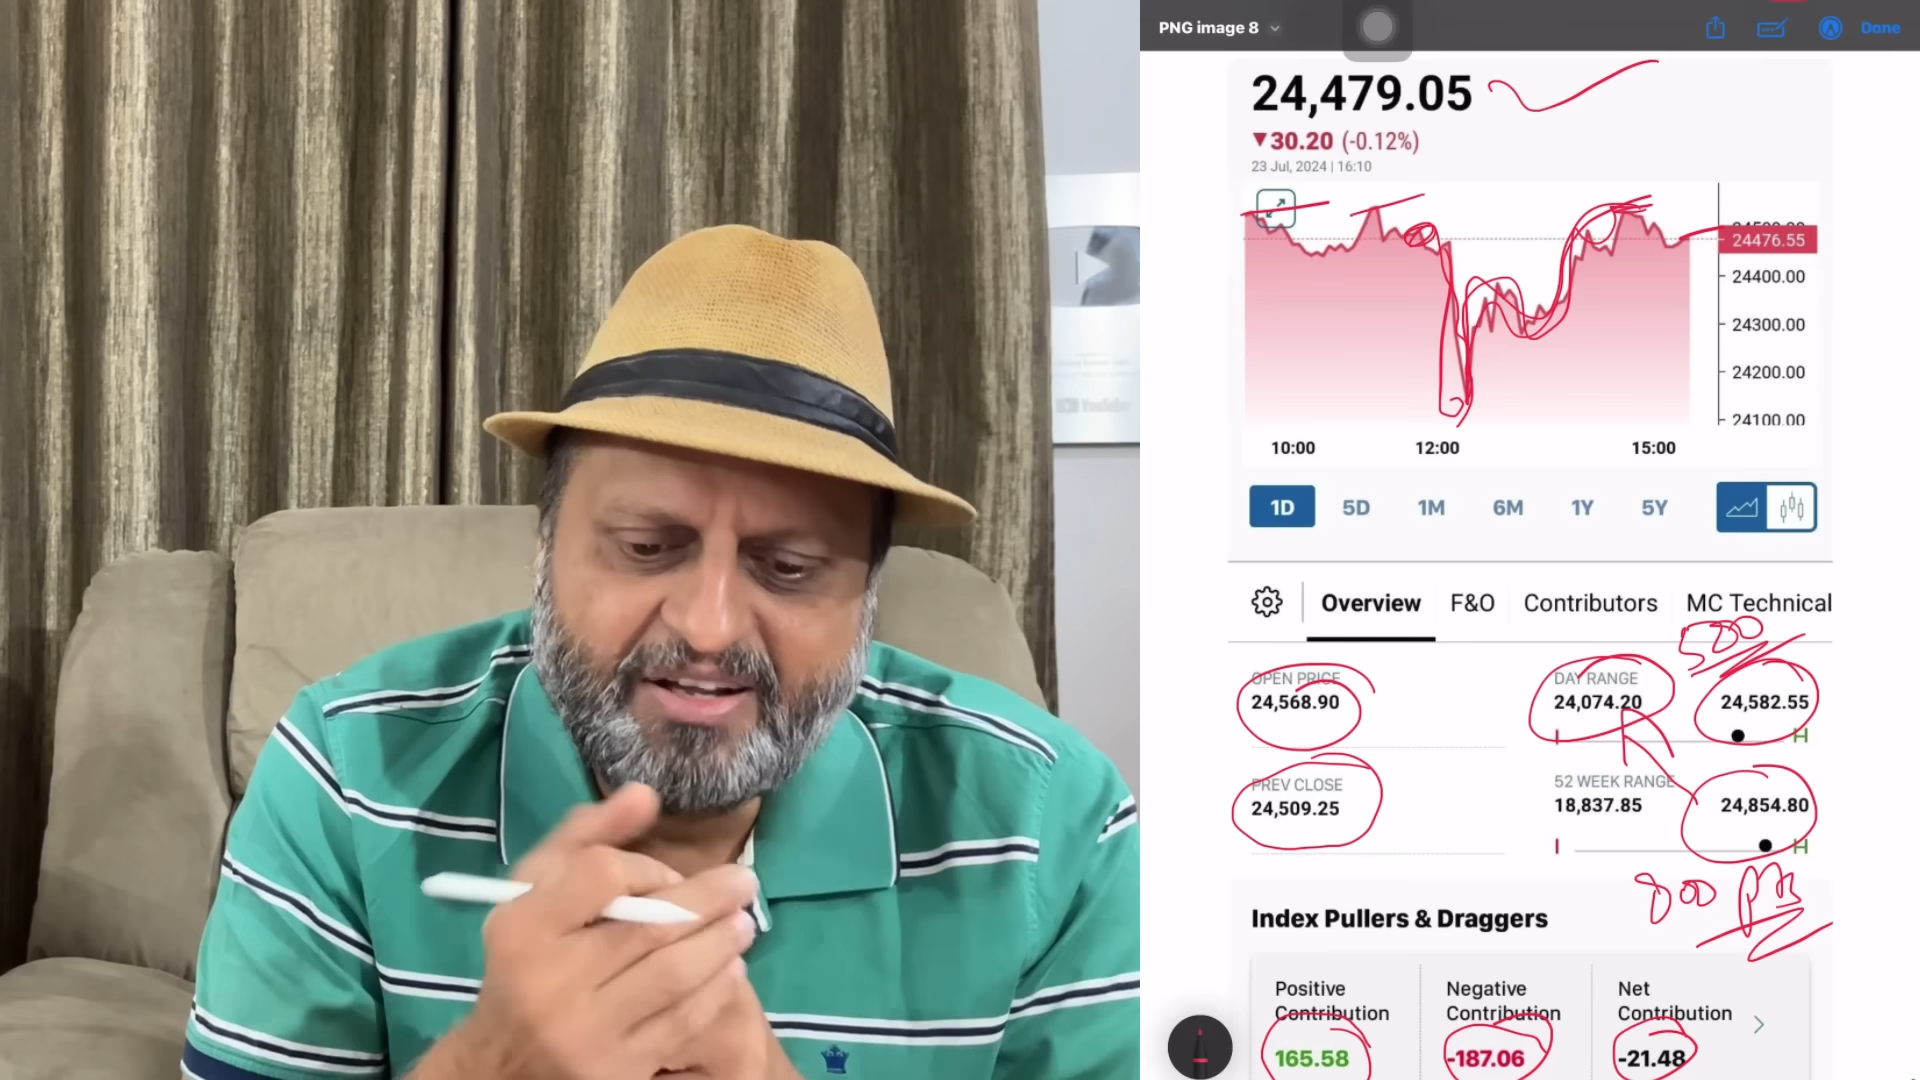 PNG image 8
Done
24,479.05
▼30.20 (-0.12%)
23 Jul, 2024 | 16:10
24476.55
24400.00
24300.00
24200.00
24100.00
10:00 12:00 15:00
1D 5D 1M 6M 1Y 5Y
Overview F&O Contributors MC Technical
500
OPEN PRICE
24,568.90
DAY RANGE
24,074.20 24,582.55
H
PREV CLOSE
24,509.25
52 WEEK RANGE
18,837.85 24,854.80
H
800 pts
Index Pullers & Draggers
Positive
Contribution
165.58
Negative
Contribution
-187.06
Net
Contribution
-21.48
YouTube